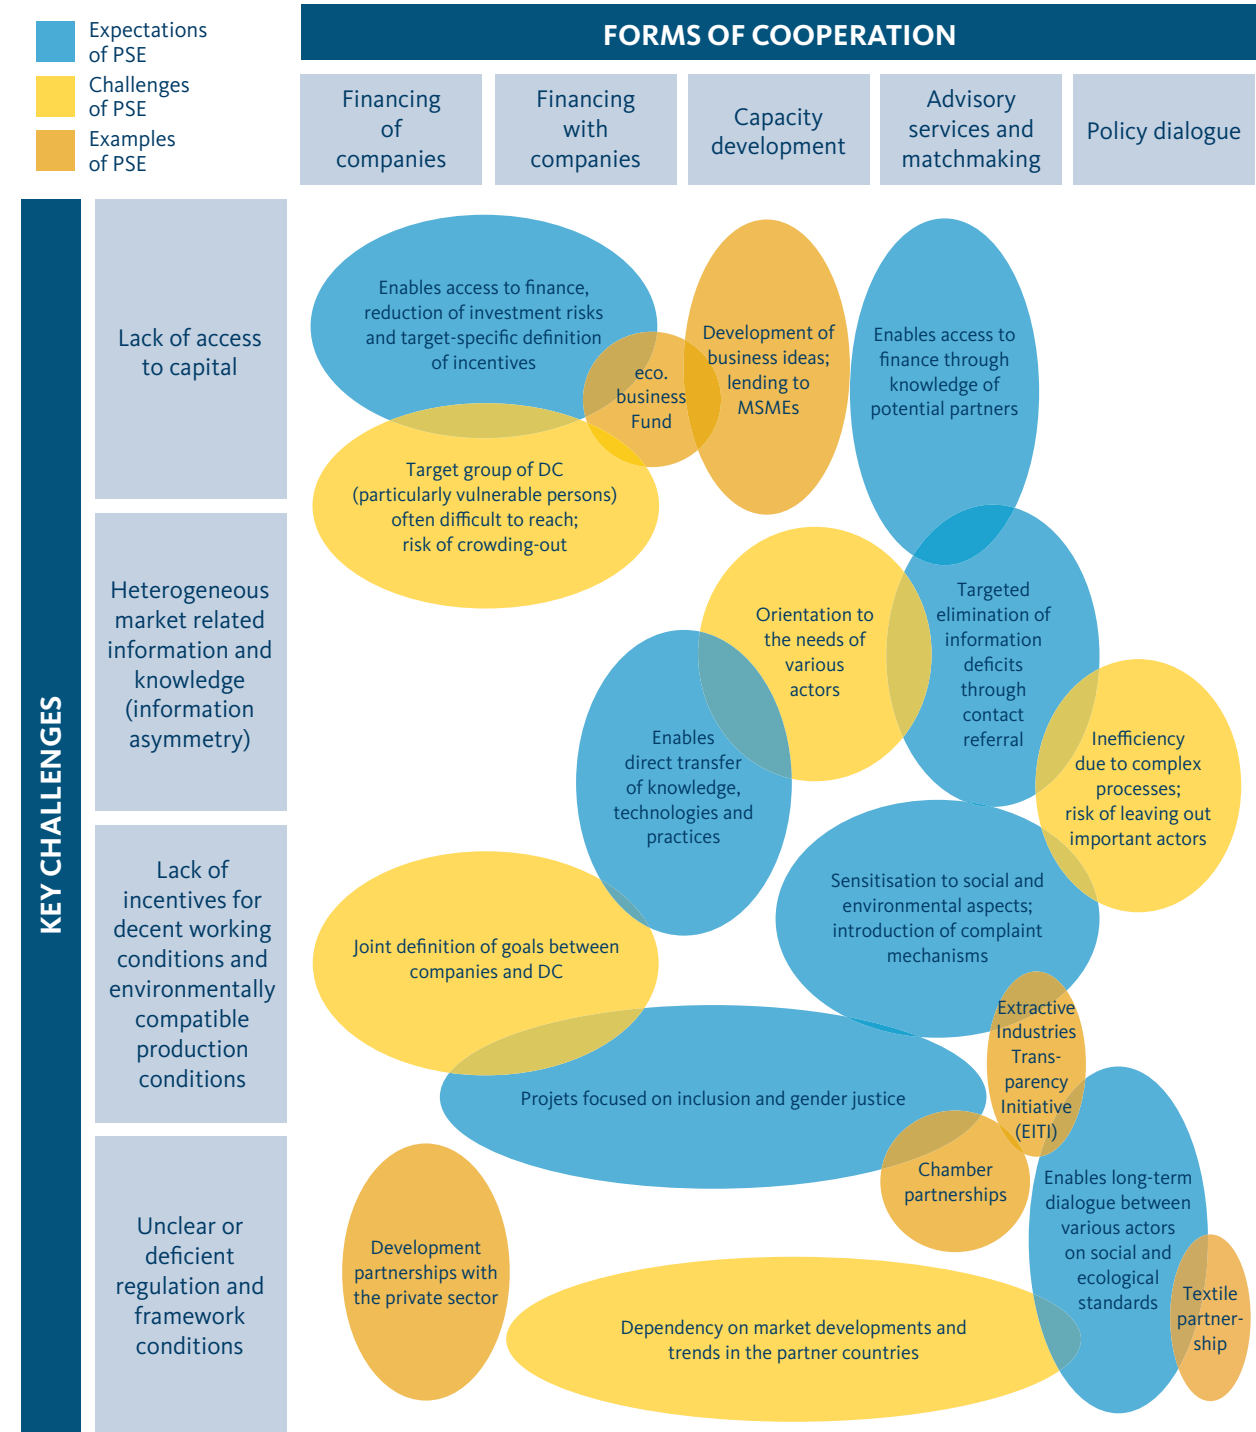 Expectations
of PSE
Challenges
of PSE
Examples
of PSE
FORMS OF COOPERATION
Financing
of
companies
Financing
with
companies
Capacity
development
Advisory
services and
matchmaking
Policy dialogue
KEY CHALLENGES
Lack of access
to capital
Enables access to finance,
reduction of investment risks
and target-specific definition
of incentives
eco.
business
Fund
Development of
business ideas;
lending to
MSMEs
Enables access to
finance through
knowledge of
potential partners
Target group of DC
(particularly vulnerable persons)
often difficult to reach;
risk of crowding-out
Heterogeneous
market related
information and
knowledge
(information
asymmetry)
Orientation to
the needs of
various
actors
Targeted
elimination of
information
deficits
through
contact
referral
Enables
direct transfer
of knowledge,
technologies and
practices
Inefficiency
due to complex
processes;
risk of leaving out
important actors
Lack of
incentives for
decent working
conditions and
environmentally
compatible
production
conditions
Sensitisation to social and
environmental aspects;
introduction of complaint
mechanisms
Joint definition of goals between
companies and DC
Extractive
Industries
Trans-
parency
Initiative
(EITI)
Projets focused on inclusion and gender justice
Chamber
partnerships
Unclear or
deficient
regulation and
framework
conditions
Development
partnerships with
the private sector
Enables long-term
dialogue between
various actors
on social and
ecological
standards
Textile
partner-
ship
Dependency on market developments and
trends in the partner countries